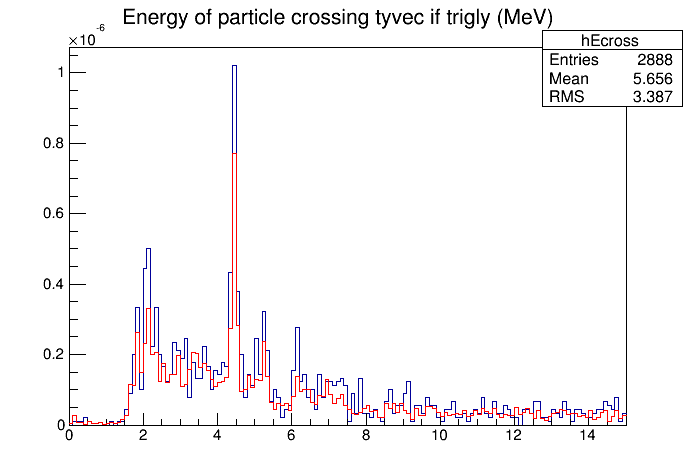 Energy of particle crossing tyvec if trigly (MeV)
×10^-6
hEcross
Entries 2888
Mean 5.656
RMS 3.387
1
0.8
0.6
0.4
0.2
0
0 2 4 6 8 10 12 14